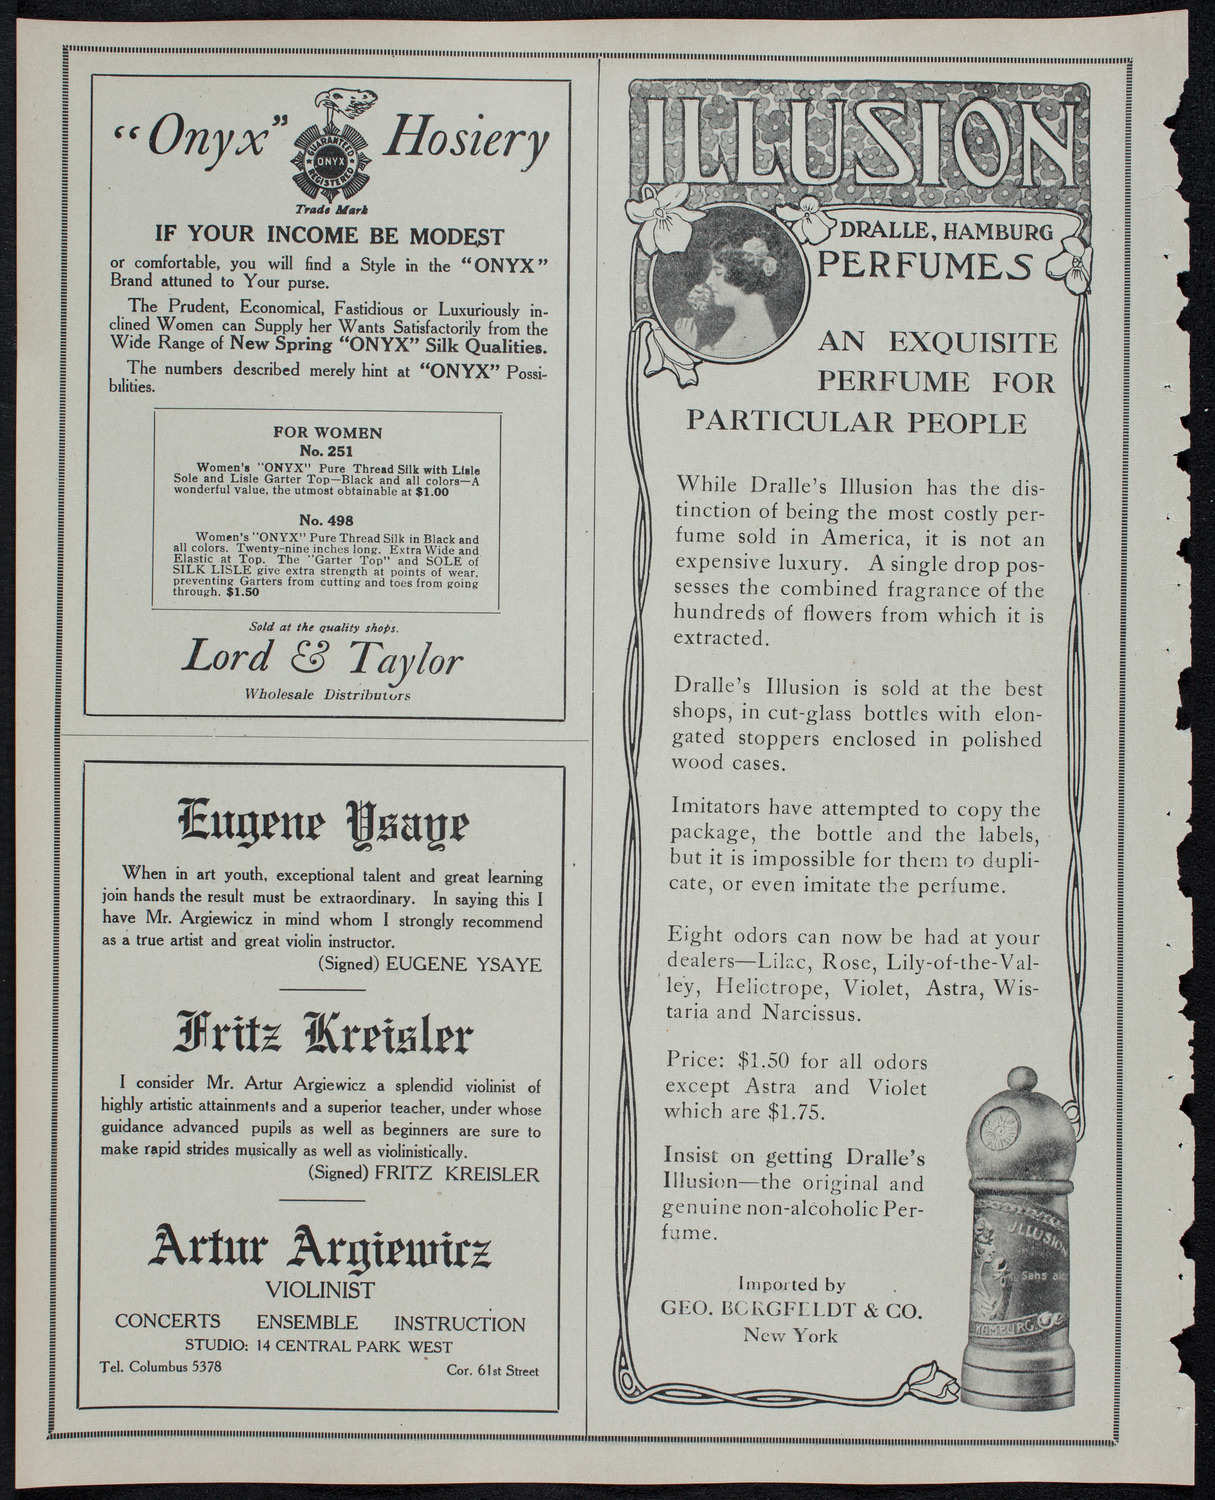 "Onyx" Hosiery
GUARANTEED
ONYX
REGISTERED
Trade Mark
IF YOUR INCOME BE MODEST
or comfortable, you will find a Style in the "ONYX"
Brand attuned to Your purse.
The Prudent, Economical, Fastidious or Luxuriously in-
clined Women can Supply her Wants Satisfactorily from the
Wide Range of New Spring "ONYX" Silk Qualities.
The numbers described merely hint at "ONYX" Possi-
bilities.
FOR WOMEN
No. 251
Women's "ONYX" Pure Thread Silk with Lisle
Sole and Lisle Garter Top—Black and all colors—A
wonderful value, the utmost obtainable at $1.00
No. 498
Women's "ONYX" Pure Thread Silk in Black and
all colors. Twenty-nine inches long. Extra Wide and
Elastic at Top. The "Garter Top" and SOLE of
SILK LISLE give extra strength at points of wear,
preventing Garters from cutting and toes from going
through. $1.50
Sold at the quality shops.
Lord & Taylor
Wholesale Distributors
Eugene Ysaye
When in art youth, exceptional talent and great learning
join hands the result must be extraordinary. In saying this I
have Mr. Argiewicz in mind whom I strongly recommend
as a true artist and great violin instructor.
(Signed) EUGENE YSAYE
Fritz Kreisler
I consider Mr. Artur Argiewicz a splendid violinist of
highly artistic attainments and a superior teacher, under whose
guidance advanced pupils as well as beginners are sure to
make rapid strides musically as well as violinistically.
(Signed) FRITZ KREISLER
Artur Argiewicz
VIOLINIST
CONCERTS ENSEMBLE INSTRUCTION
STUDIO: 14 CENTRAL PARK WEST
Tel. Columbus 5378 Cor. 61st Street
ILLUSION
DRALLE, HAMBURG
PERFUMES
AN EXQUISITE
PERFUME FOR
PARTICULAR PEOPLE
While Dralle's Illusion has the dis-
tinction of being the most costly per-
fume sold in America, it is not an
expensive luxury. A single drop pos-
sesses the combined fragrance of the
hundreds of flowers from which it is
extracted.
Dralle's Illusion is sold at the best
shops, in cut-glass bottles with elon-
gated stoppers enclosed in polished
wood cases.
Imitators have attempted to copy the
package, the bottle and the labels,
but it is impossible for them to dupli-
cate, or even imitate the perfume.
Eight odors can now be had at your
dealers—Lilac, Rose, Lily-of-the-Val-
ley, Heliotrope, Violet, Astra, Wis-
taria and Narcissus.
Price: $1.50 for all odors
except Astra and Violet
which are $1.75.
Insist on getting Dralle's
Illusion—the original and
genuine non-alcoholic Per-
fume.
Imported by
GEO. BORGFELDT & CO.
New York
ILLUSION
Sans alc
HAMBURG